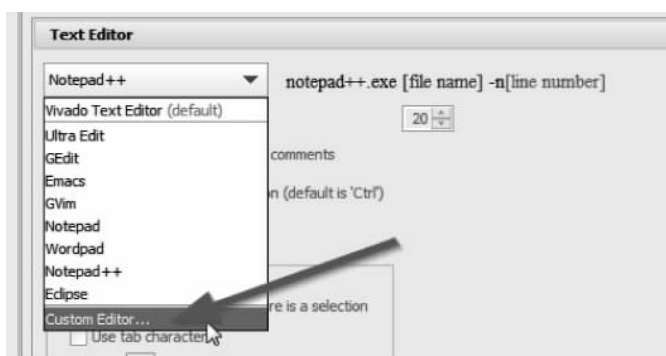 Text Editor
Notepad++ notepad++.exe [file name] -n[line number]
Vivado Text Editor (default)
20
Ultra Edit
GEdit comments
Emacs
GVim n (default is 'Ctrl')
Notepad
Wordpad
Notepad++
Eclipse
re is a selection
Custom Editor...
Use tab character